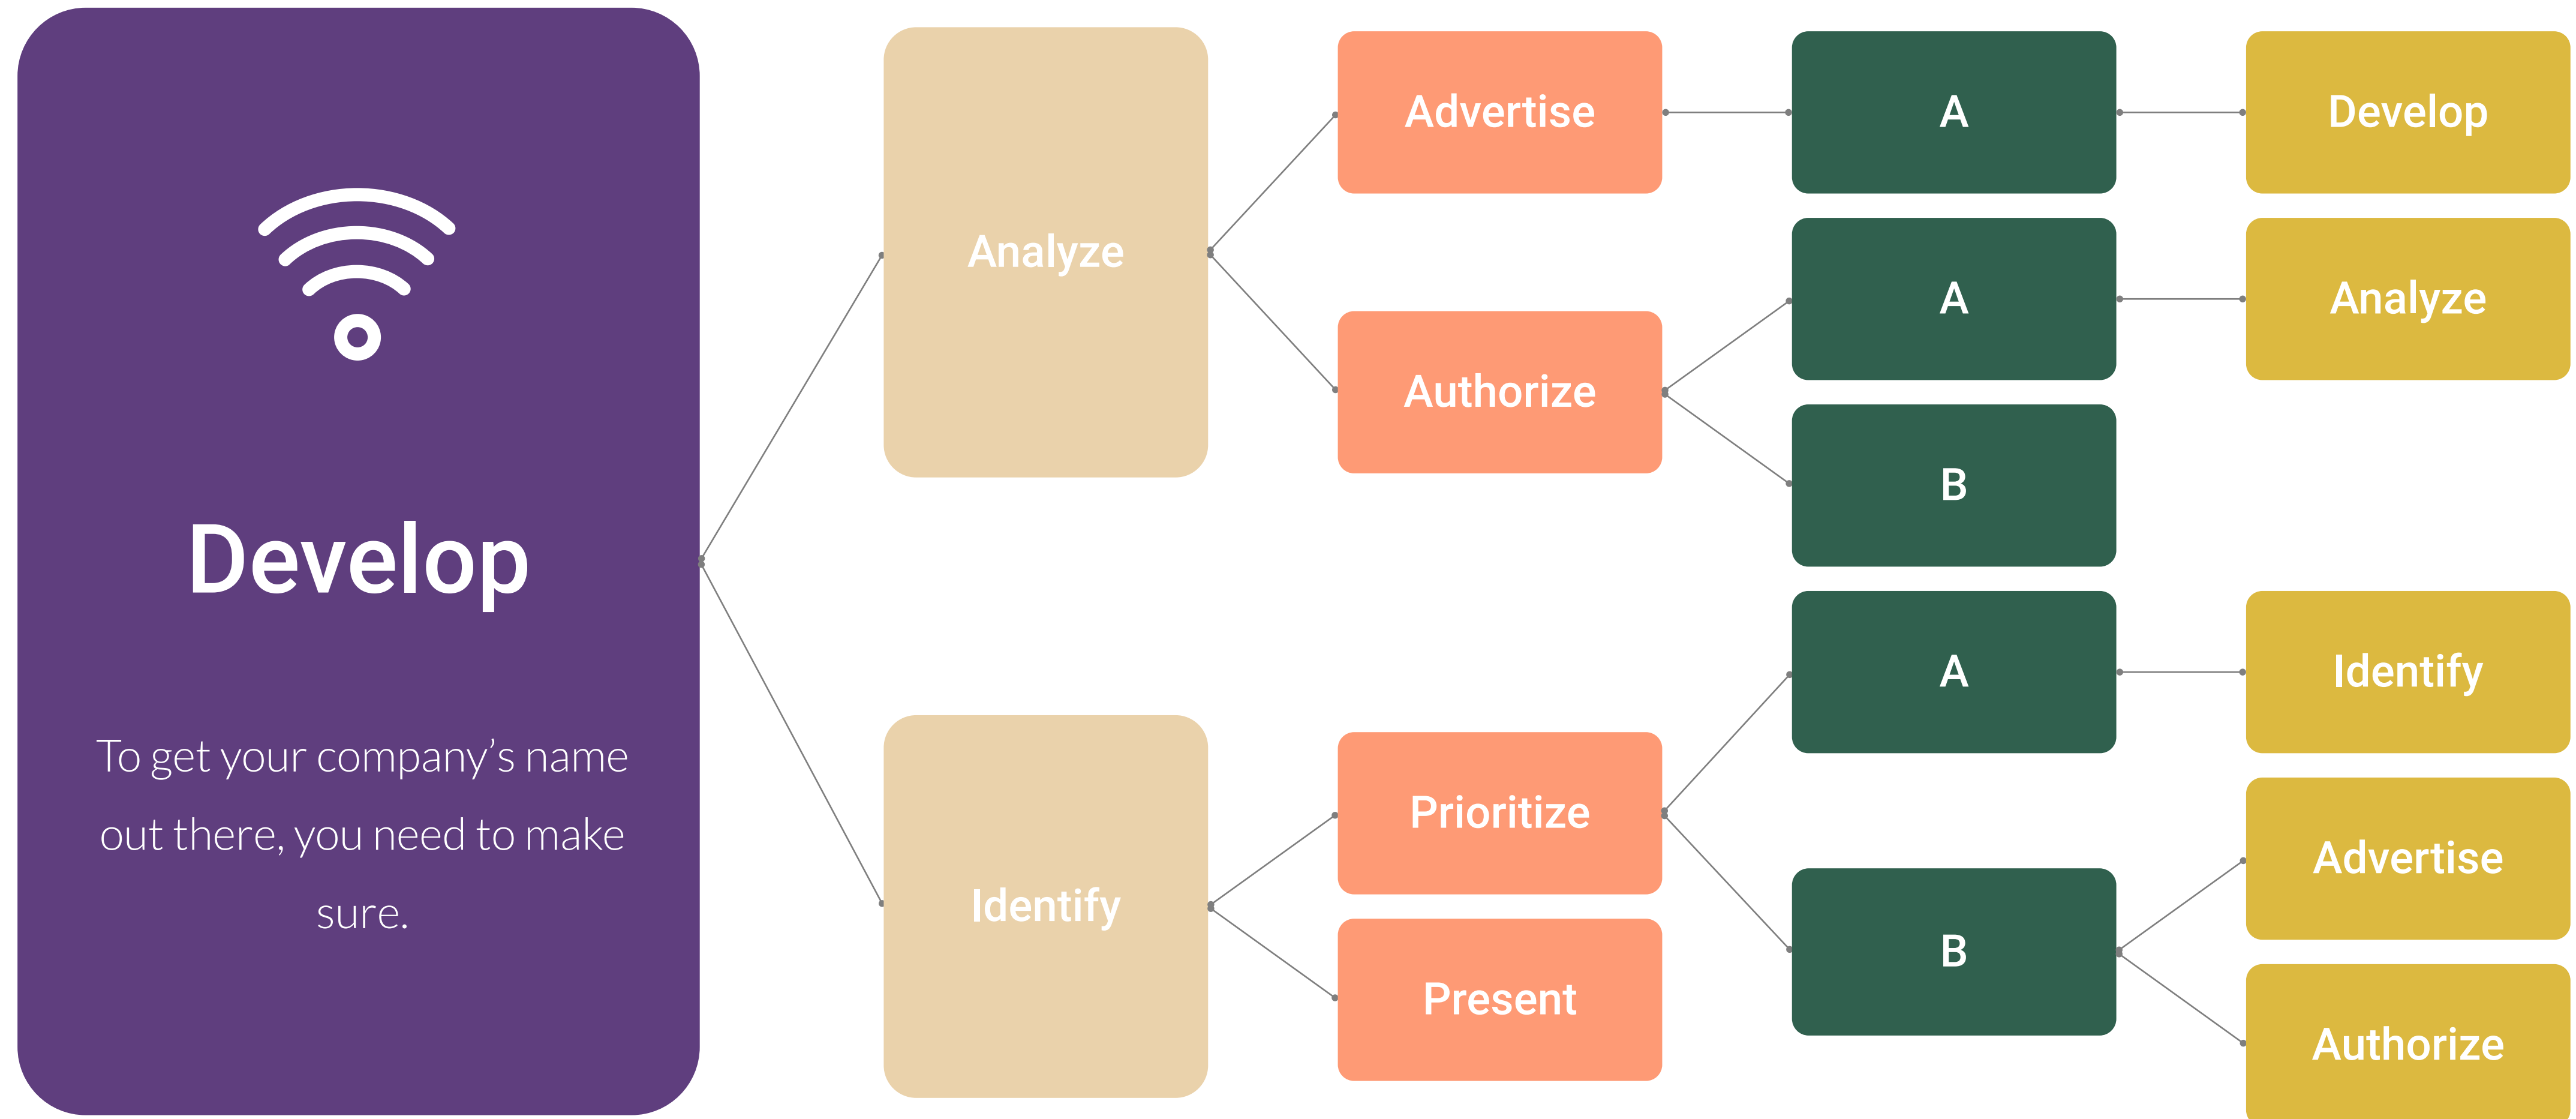 Develop
To get your company’s name
out there, you need to make
sure.
Analyze
Identify
Advertise
Authorize
Prioritize
Present
A
A
B
A
B
Develop
Analyze
Identify
Advertise
Authorize